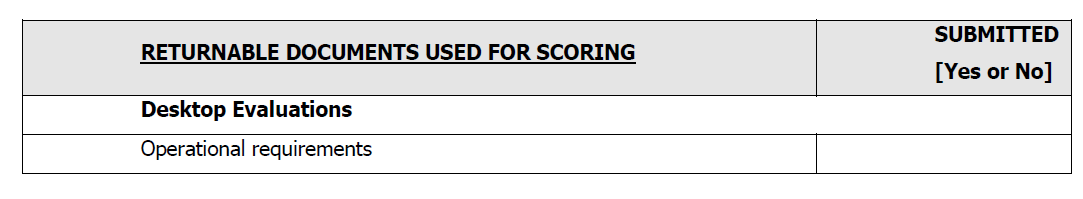 RETURNABLE DOCUMENTS USED FOR SCORING
SUBMITTED
[Yes or No]
Desktop Evaluations
Operational requirements